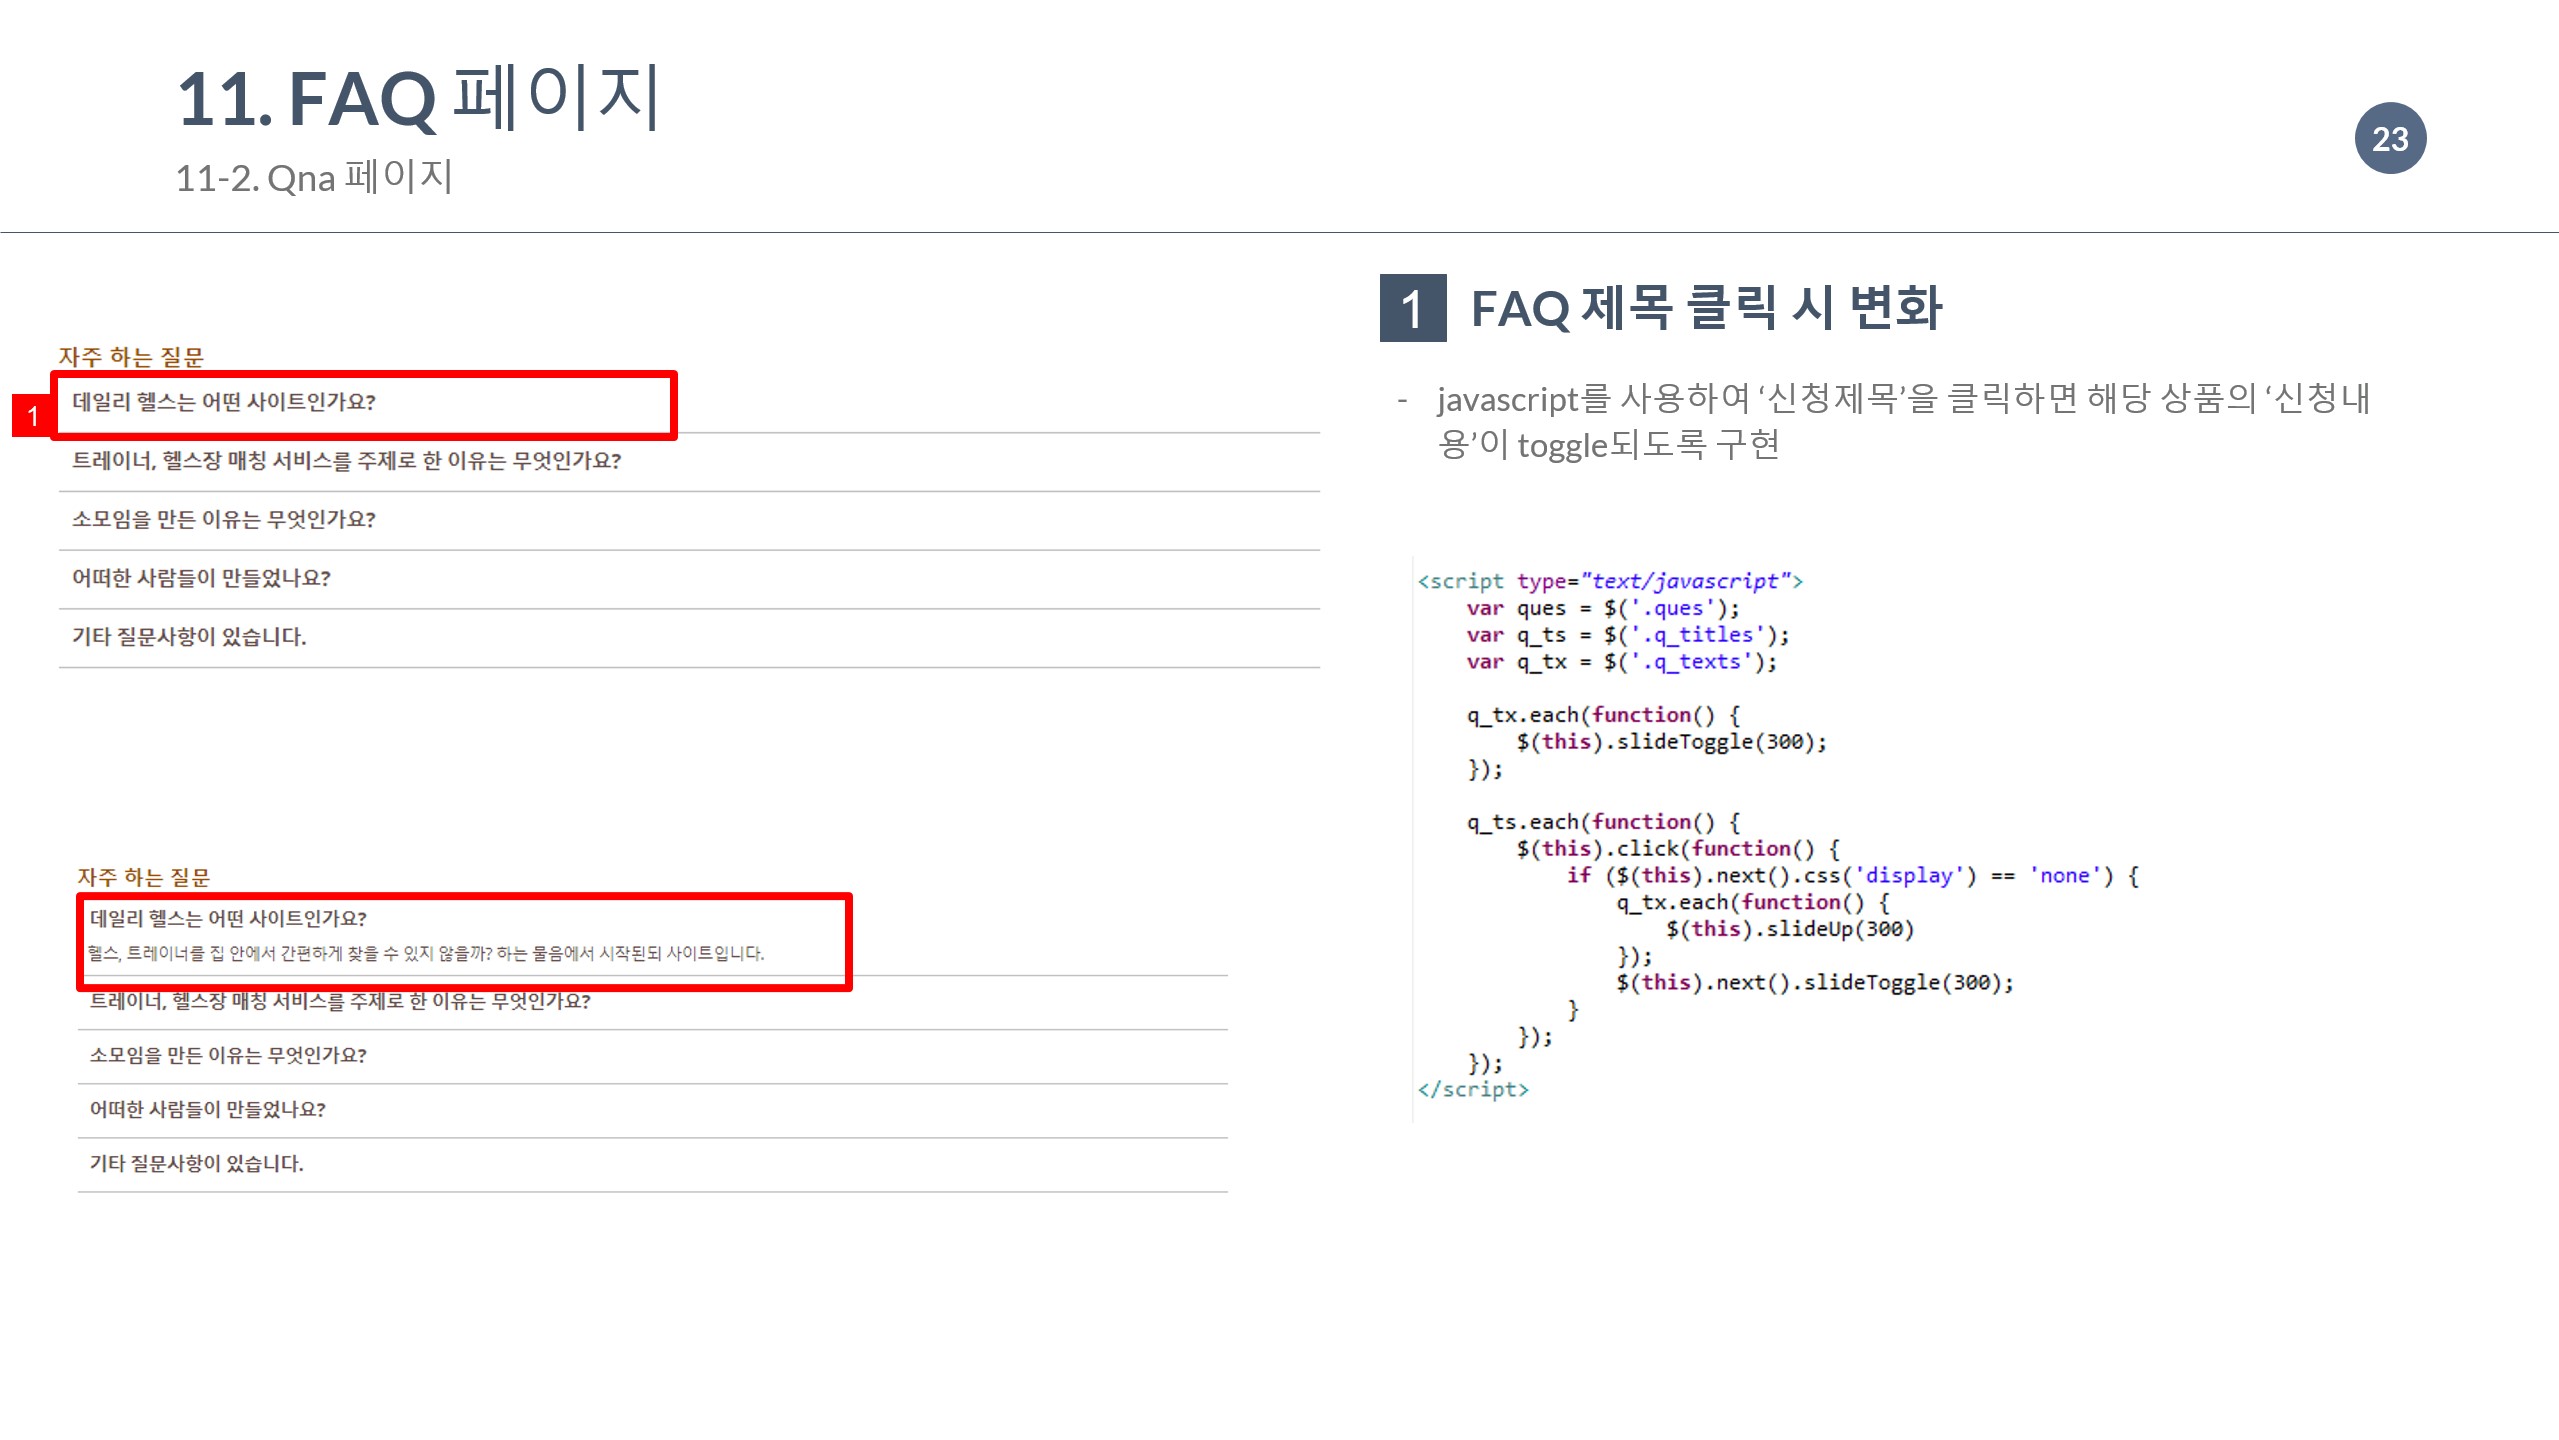 11. FAQ 페이지
11-2. Qna 페이지
23
자주 하는 질문
1
데일리 헬스는 어떤 사이트인가요?
트레이너, 헬스장 매칭 서비스를 주제로 한 이유는 무엇인가요?
소모임을 만든 이유는 무엇인가요?
어떠한 사람들이 만들었나요?
기타 질문사항이 있습니다.
자주 하는 질문
데일리 헬스는 어떤 사이트인가요?
헬스, 트레이너를 집 안에서 간편하게 찾을 수 있지 않을까? 하는 물음에서 시작된되 사이트입니다.
트레이너, 헬스장 매칭 서비스를 주제로 한 이유는 무엇인가요?
소모임을 만든 이유는 무엇인가요?
어떠한 사람들이 만들었나요?
기타 질문사항이 있습니다.
1 FAQ 제목 클릭 시 변화
- javascript를 사용하여 ‘신청제목’을 클릭하면 해당 상품의 ‘신청내
용’이 toggle되도록 구현
<script type="text/javascript">
var ques = $('.ques');
var q_ts = $('.q_titles');
var q_tx = $('.q_texts');
q_tx.each(function() {
$(this).slideToggle(300);
});
q_ts.each(function() {
$(this).click(function() {
if ($(this).next().css('display') == 'none') {
q_tx.each(function() {
$(this).slideUp(300)
});
$(this).next().slideToggle(300);
}
});
});
</script>